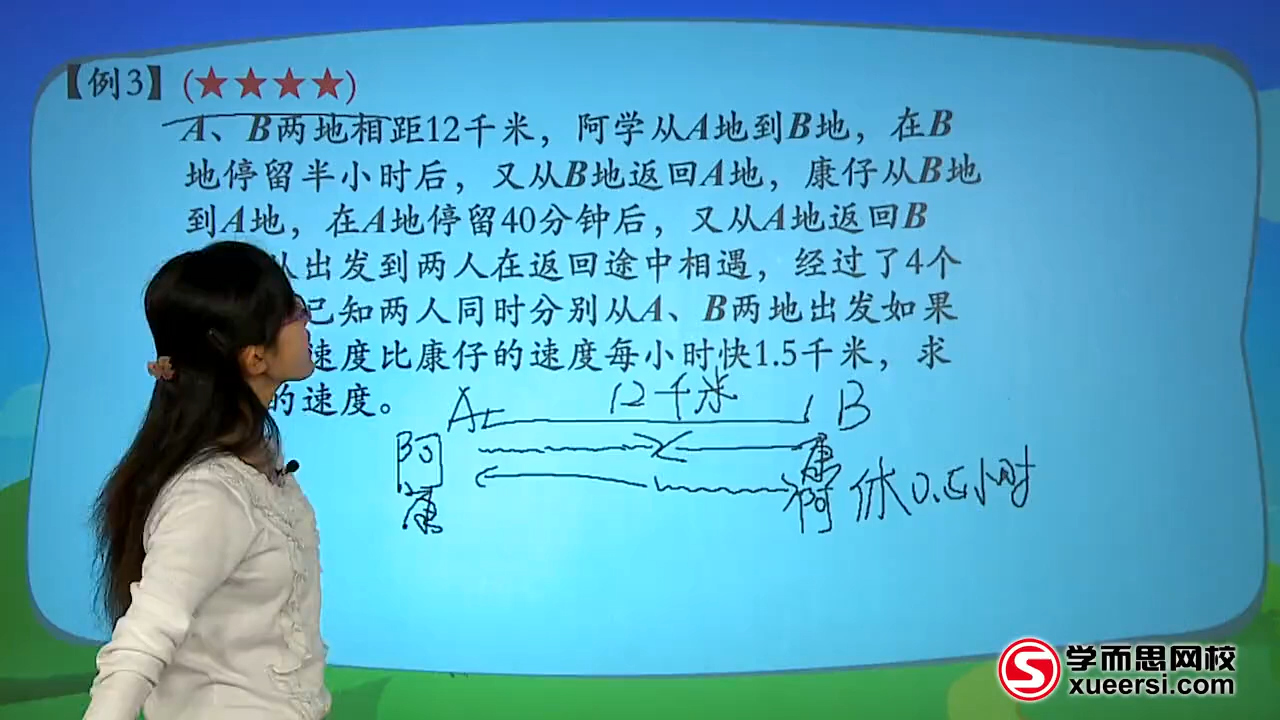 【例3】(★★★★)
A、B两地相距12千米，阿学从A地到B地，在B
地停留半小时后，又从B地返回A地，康仔从B地
到A地，在A地停留40分钟后，又从A地返回B
从出发到两人在返回途中相遇，经过了4个
已知两人同时分别从A、B两地出发如果
速度比康仔的速度每小时快1.5千米，求
的速度。
12千米
A B
阿 康
康 阿 休0.5小时
学而思网校
xueersi.com